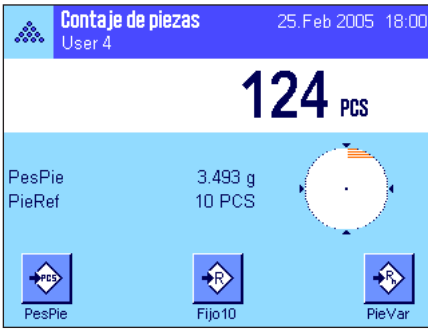 Contaje de piezas 25.Feb 2005 18:00
User 4
124 PCS
PesPie 3.493 g
PieRef 10 PCS
PCS R Rn
PesPie Fijo10 PieVar